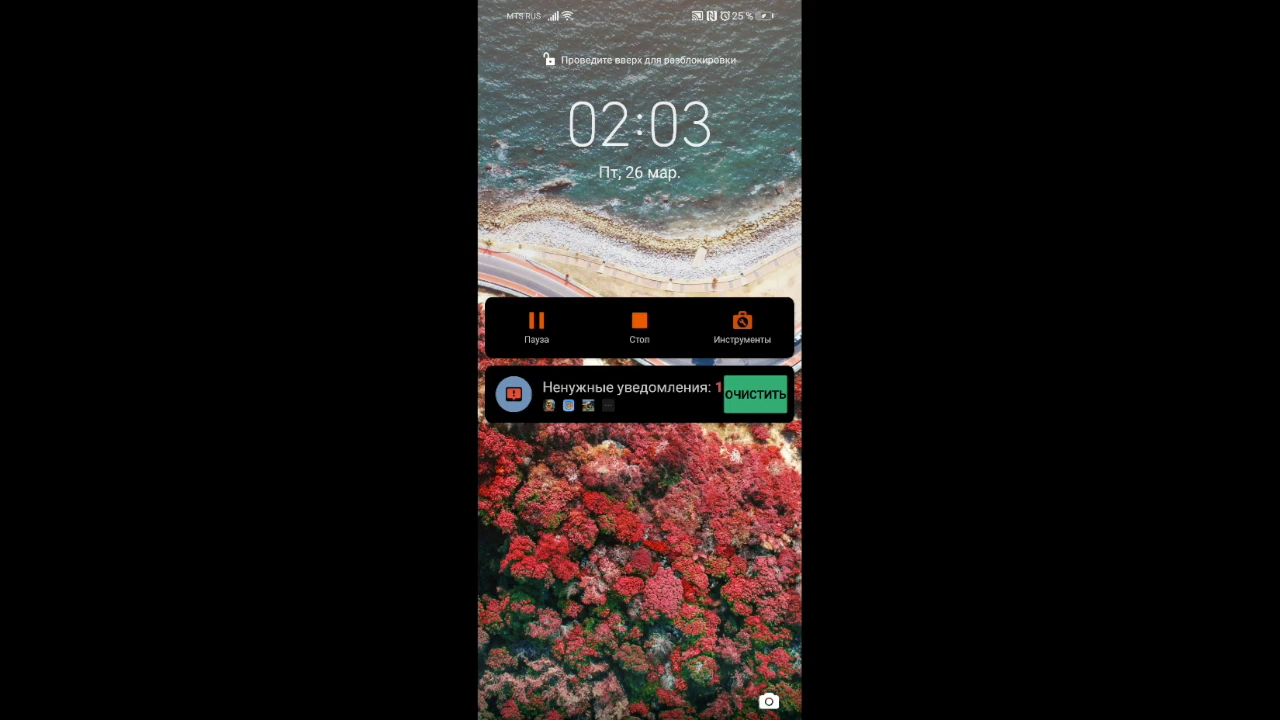 MTS RUS
25 %
Проведите вверх для разблокировки
02:03
Пт, 26 мар.
Пауза
Стоп
Инструменты
Ненужные уведомления: 1
ОЧИСТИТЬ